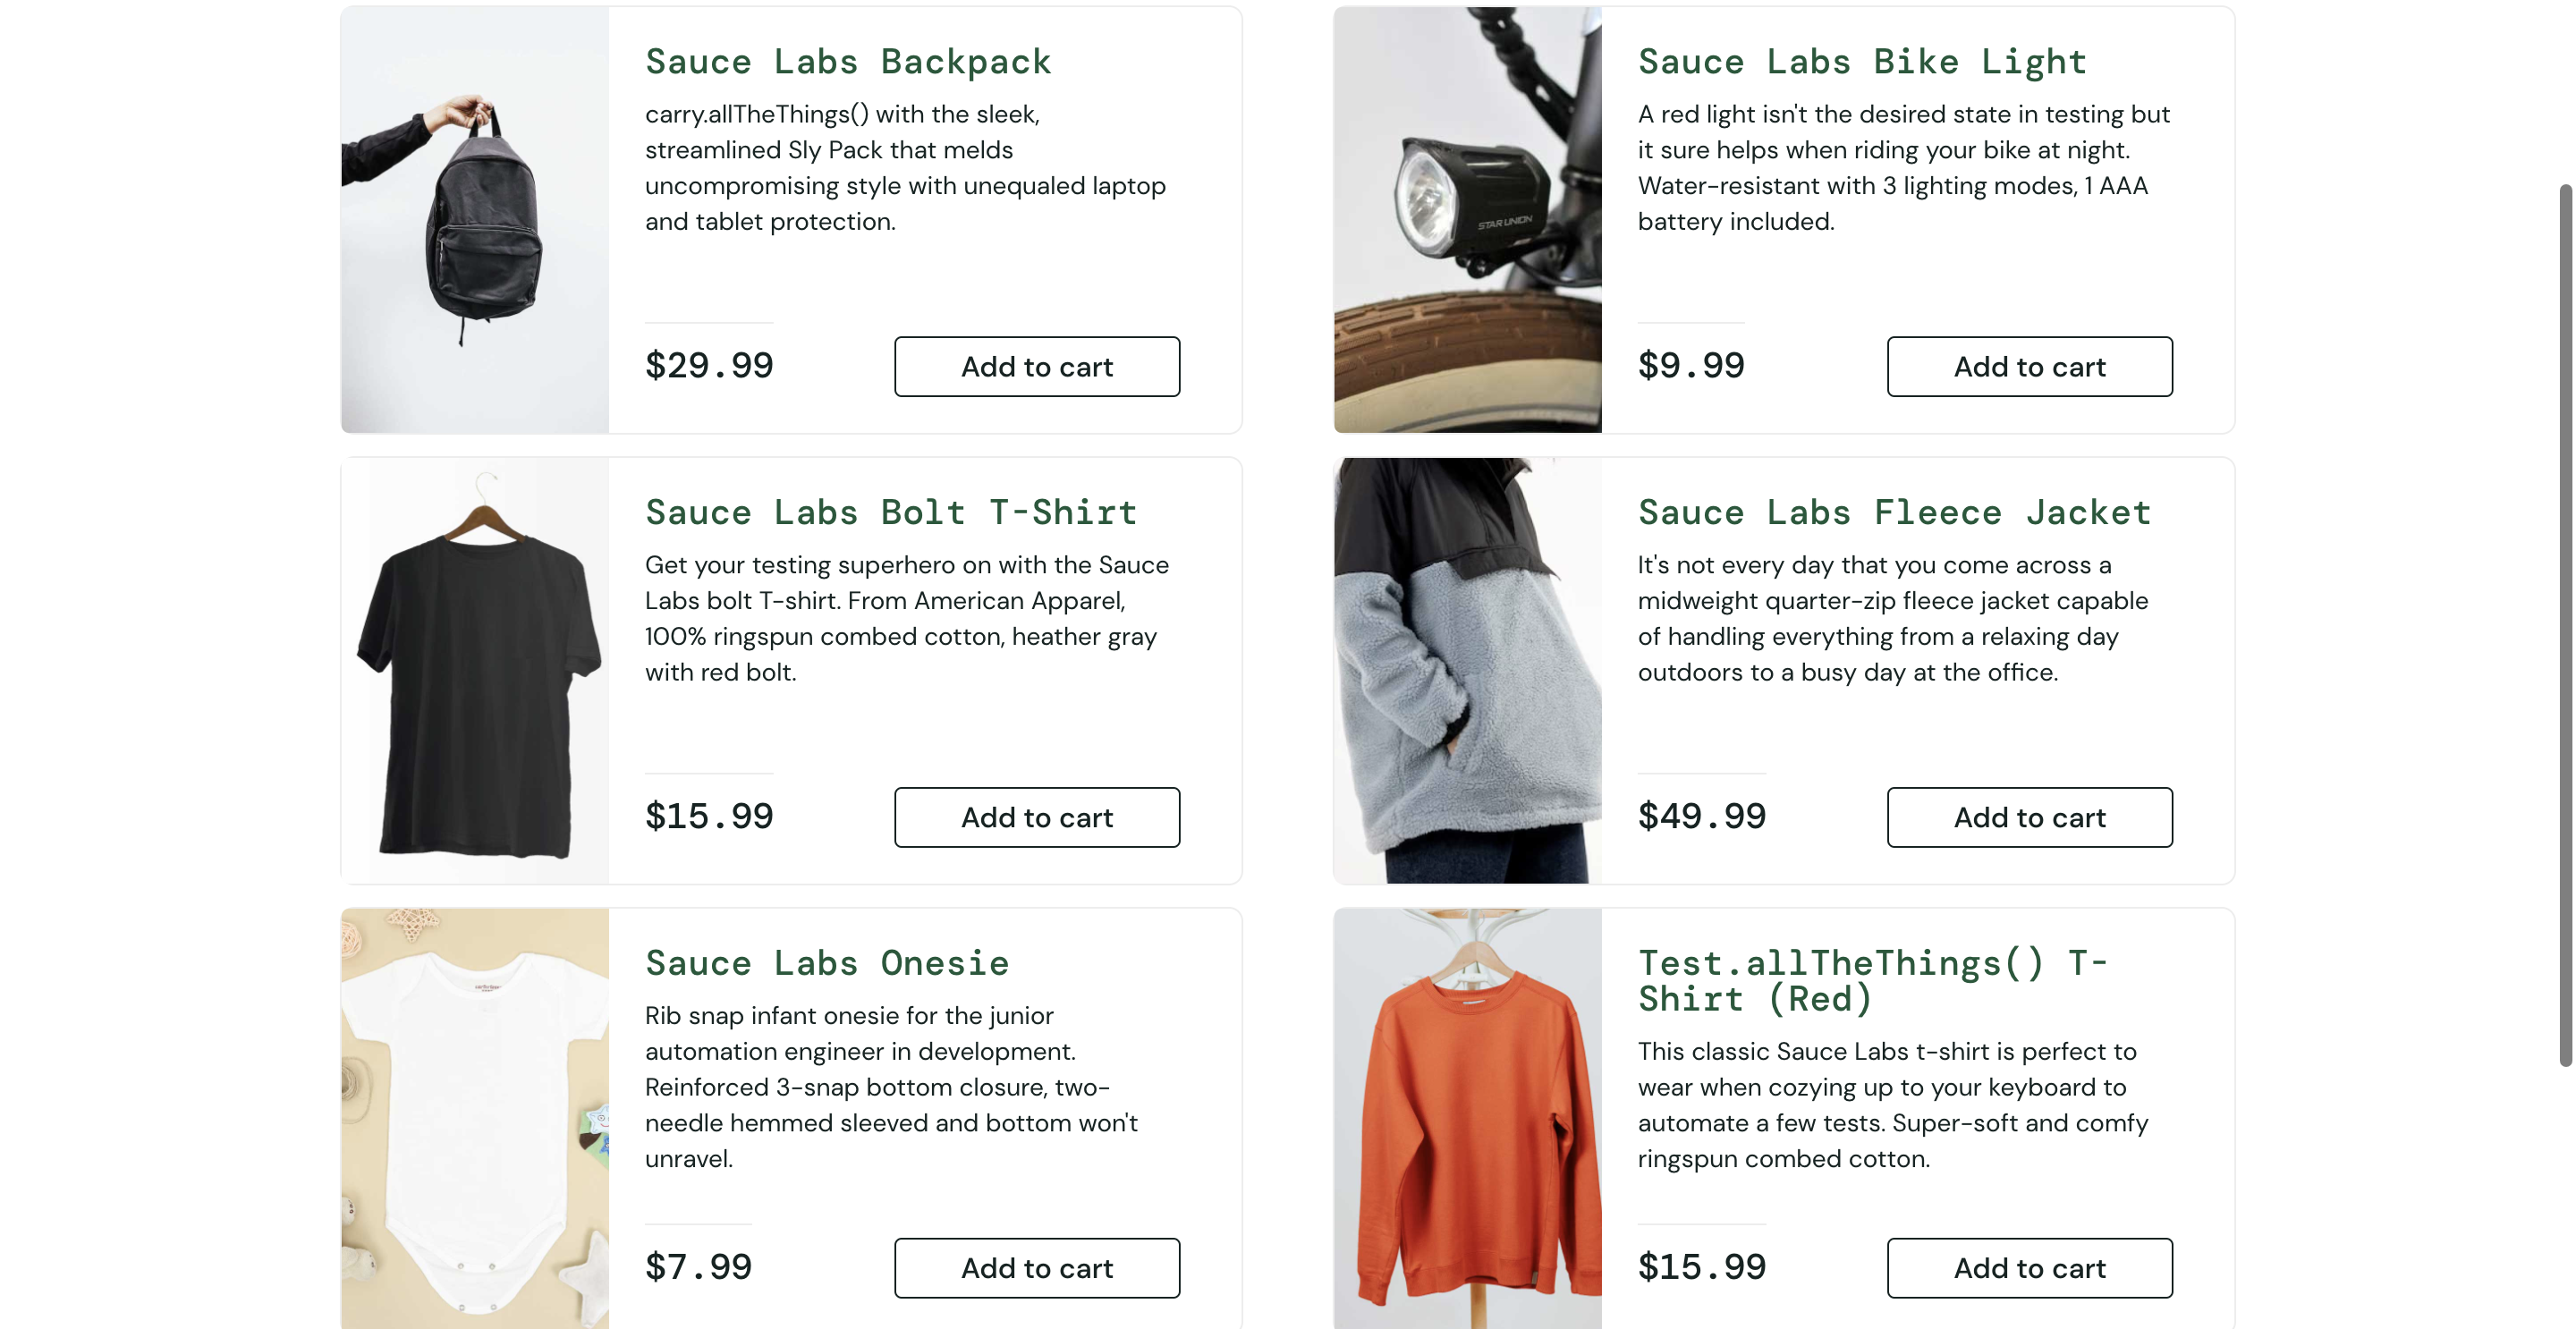 Sauce Labs Backpack
carry.allTheThings() with the sleek,
streamlined Sly Pack that melds
uncompromising style with unequaled laptop
and tablet protection.
$29.99
Add to cart
Sauce Labs Bike Light
A red light isn't the desired state in testing but
it sure helps when riding your bike at night.
Water-resistant with 3 lighting modes, 1 AAA
battery included.
STAR UNION
$9.99
Add to cart
Sauce Labs Bolt T-Shirt
Get your testing superhero on with the Sauce
Labs bolt T-shirt. From American Apparel,
100% ringspun combed cotton, heather gray
with red bolt.
$15.99
Add to cart
Sauce Labs Fleece Jacket
It's not every day that you come across a
midweight quarter-zip fleece jacket capable
of handling everything from a relaxing day
outdoors to a busy day at the office.
$49.99
Add to cart
Sauce Labs Onesie
Rib snap infant onesie for the junior
automation engineer in development.
Reinforced 3-snap bottom closure, two-
needle hemmed sleeved and bottom won't
unravel.
$7.99
Add to cart
Test.allTheThings() T-
Shirt (Red)
This classic Sauce Labs t-shirt is perfect to
wear when cozying up to your keyboard to
automate a few tests. Super-soft and comfy
ringspun combed cotton.
$15.99
Add to cart